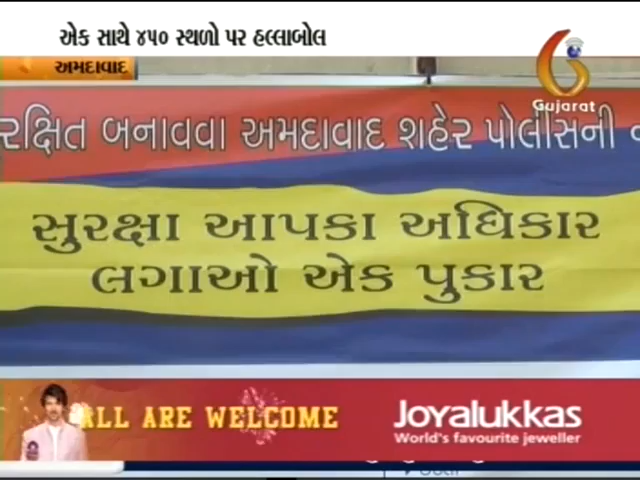 એક સાથે ૪૫૦ સ્થળો પર હલ્લાબોલ
અમદાવાદ
Gujarat
બનાવવા અમદાવાદ શહેર પોલીસની
સુરક્ષા આપકા અધિકાર
લગાઓ એક પુકાર
ALL ARE WELCOME
Joyalukkas
World's favourite jeweller